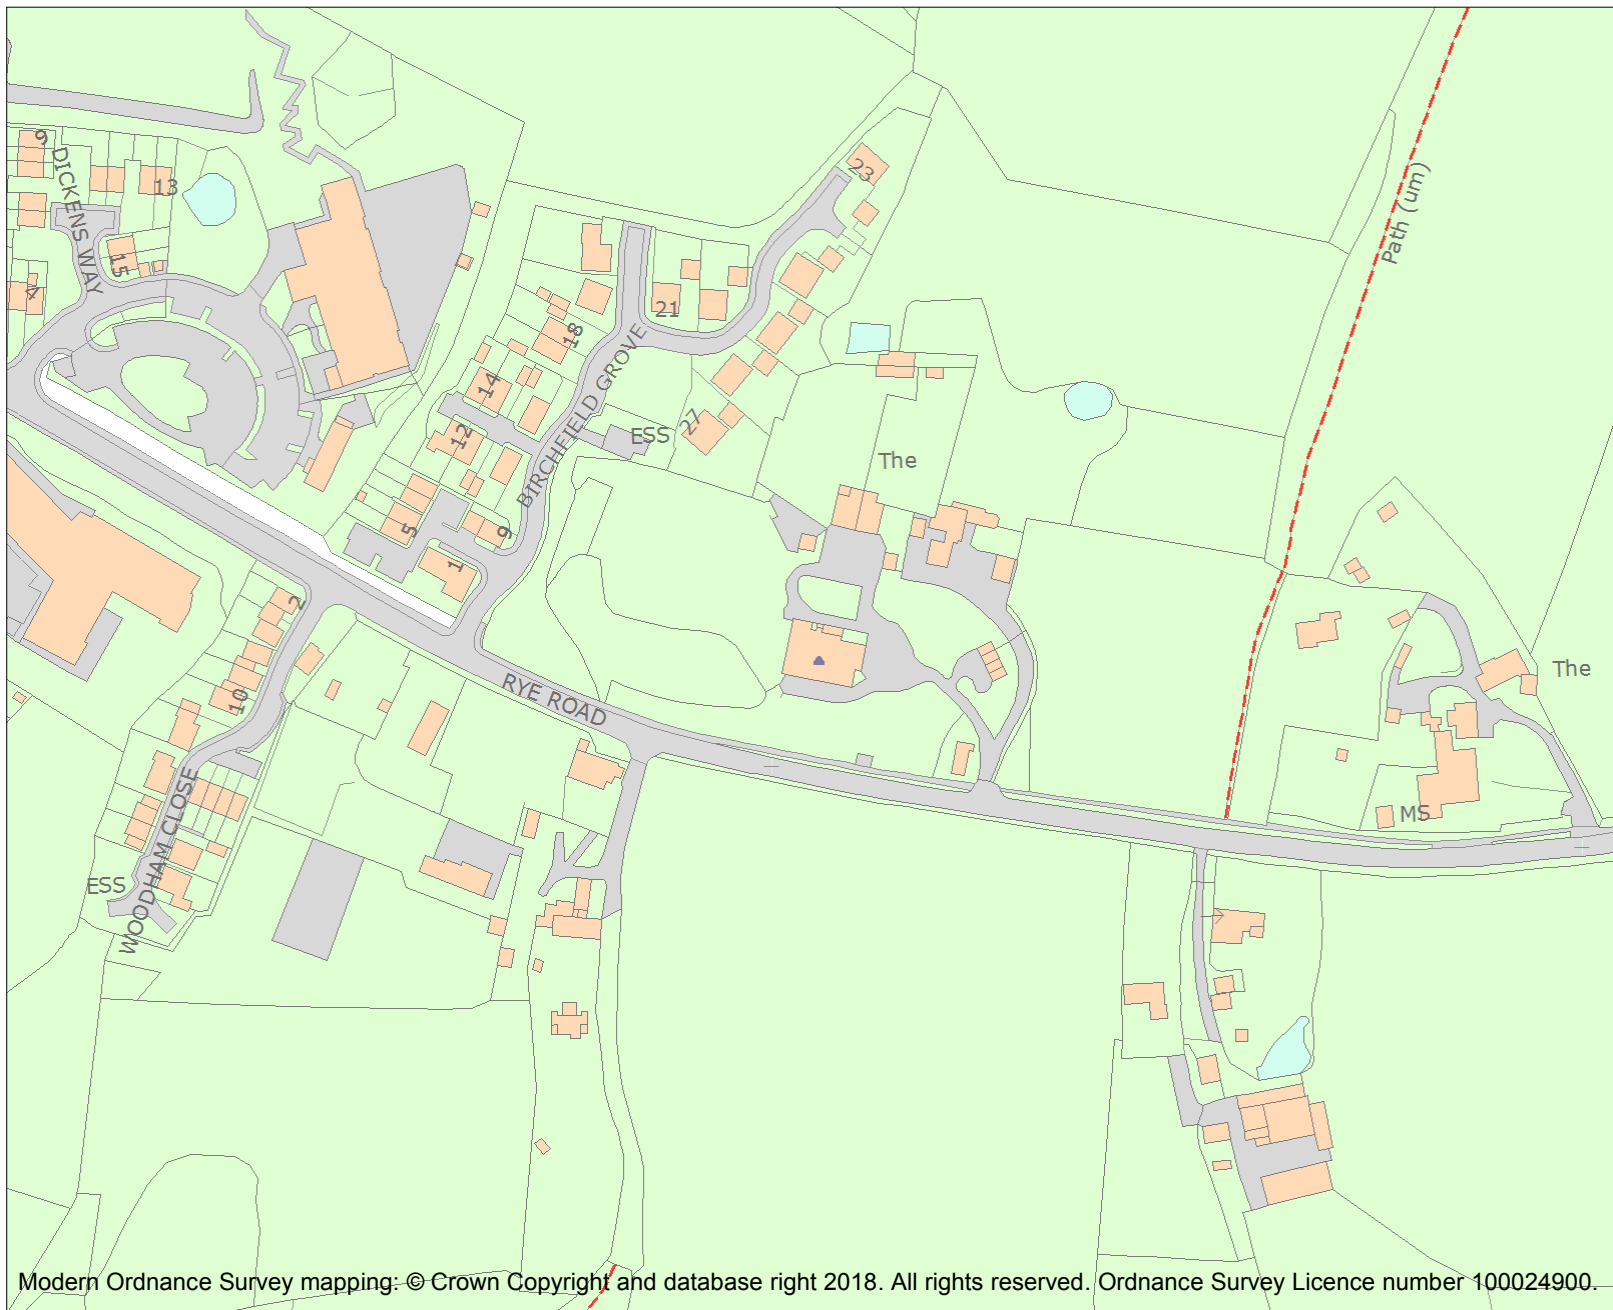 9
DICKENS WAY
13
15
4
23
Path (um)
21
18
BIRCHFIELD GROVE
14
12
ESS
27
The
5
9
1
2
10
RYE ROAD
The
MS
WOODHAM CLOSE
ESS
Modern Ordnance Survey mapping: © Crown Copyright and database right 2018. All rights reserved. Ordnance Survey Licence number 100024900.